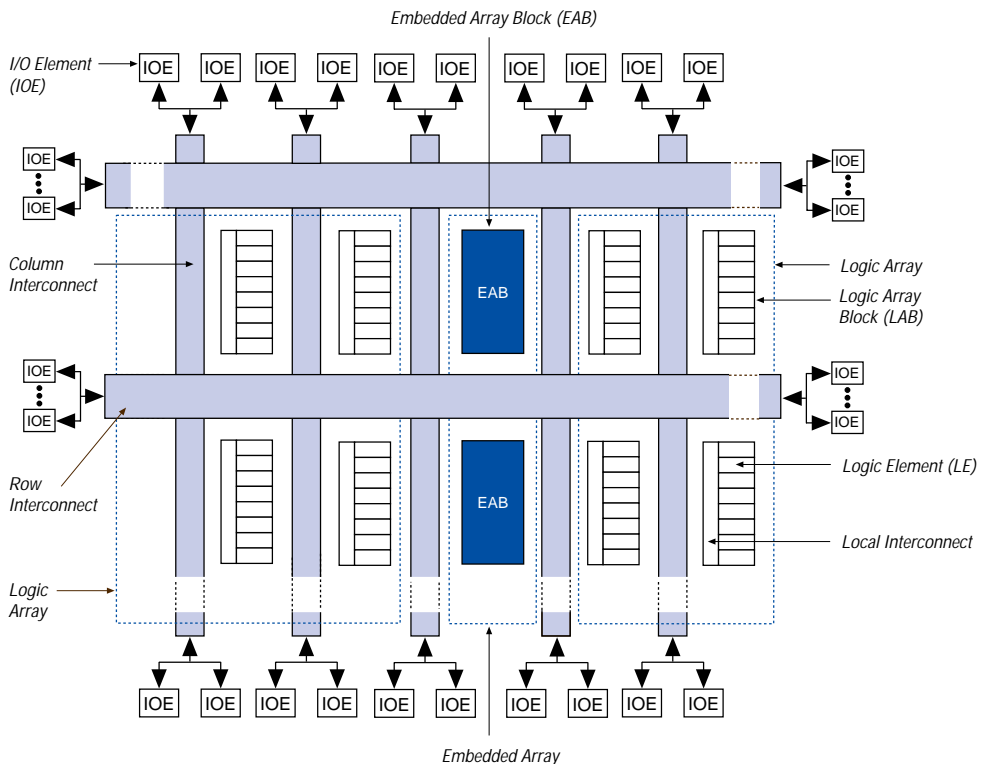 Embedded Array Block (EAB)
I/O Element
(IOE)
IOE IOE IOE IOE IOE IOE IOE IOE IOE IOE
IOE
IOE
IOE
IOE
Column
Interconnect
EAB
Logic Array
Logic Array
Block (LAB)
IOE
IOE
IOE
IOE
Row
Interconnect
EAB
Logic Element (LE)
Local Interconnect
Logic
Array
IOE IOE IOE IOE IOE IOE IOE IOE IOE IOE
Embedded Array